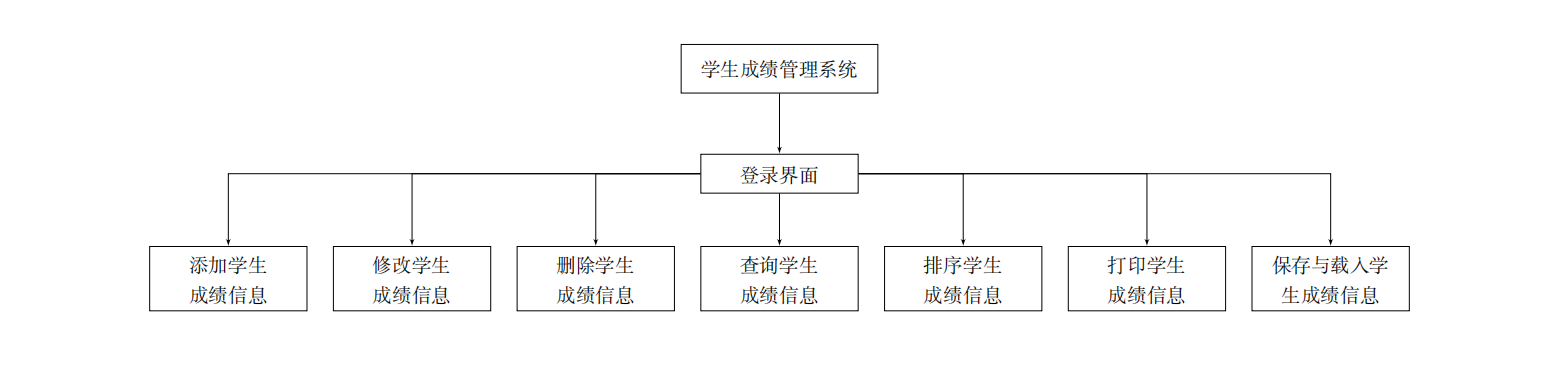 学生成绩管理系统
登录界面
添加学生
成绩信息
修改学生
成绩信息
删除学生
成绩信息
查询学生
成绩信息
排序学生
成绩信息
打印学生
成绩信息
保存与载入学
生成绩信息